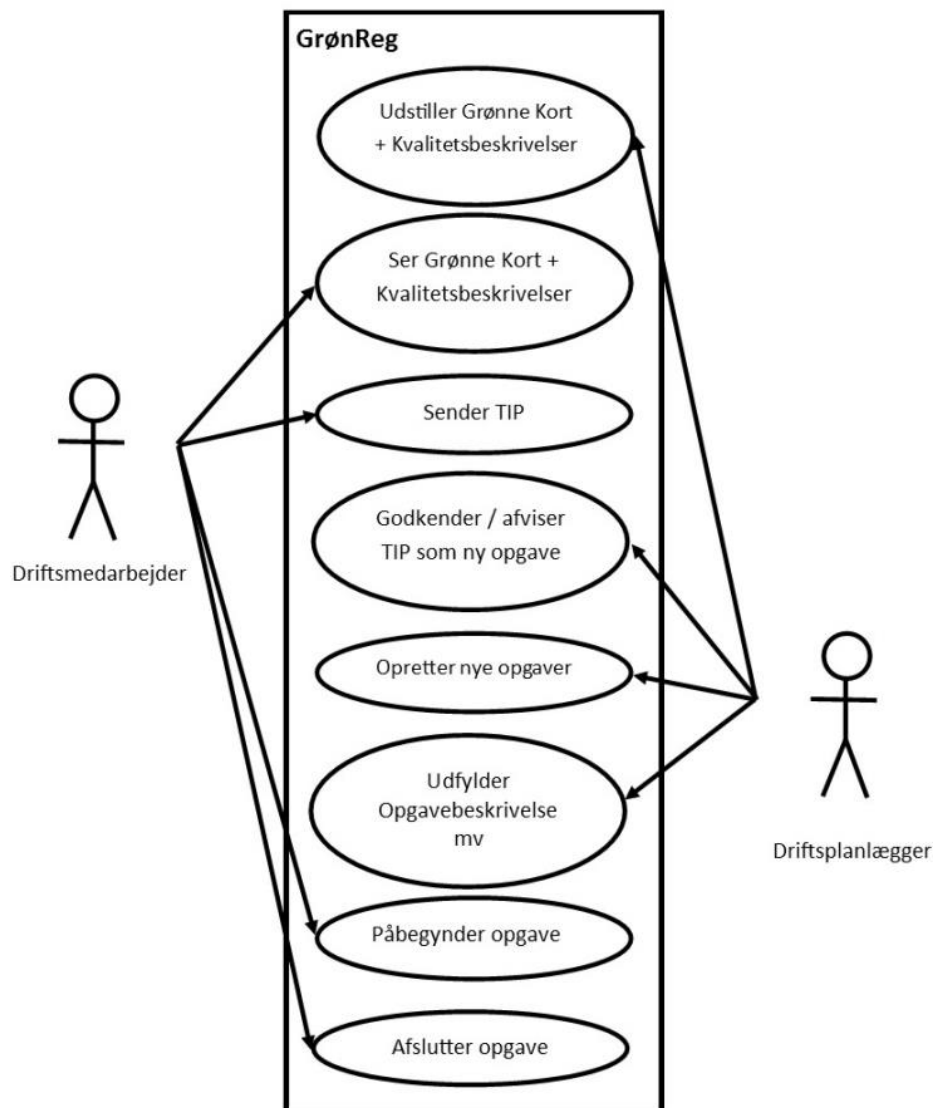 GrønReg
Udstiller Grønne Kort
+ Kvalitetsbeskrivelser
Ser Grønne Kort +
Kvalitetsbeskrivelser
Sender TIP
Godkender / afviser
TIP som ny opgave
Driftsmedarbejder
Opretter nye opgaver
Udfylder
Opgavebeskrivelse
mv
Driftsplanlægger
Påbegynder opgave
Afslutter opgave